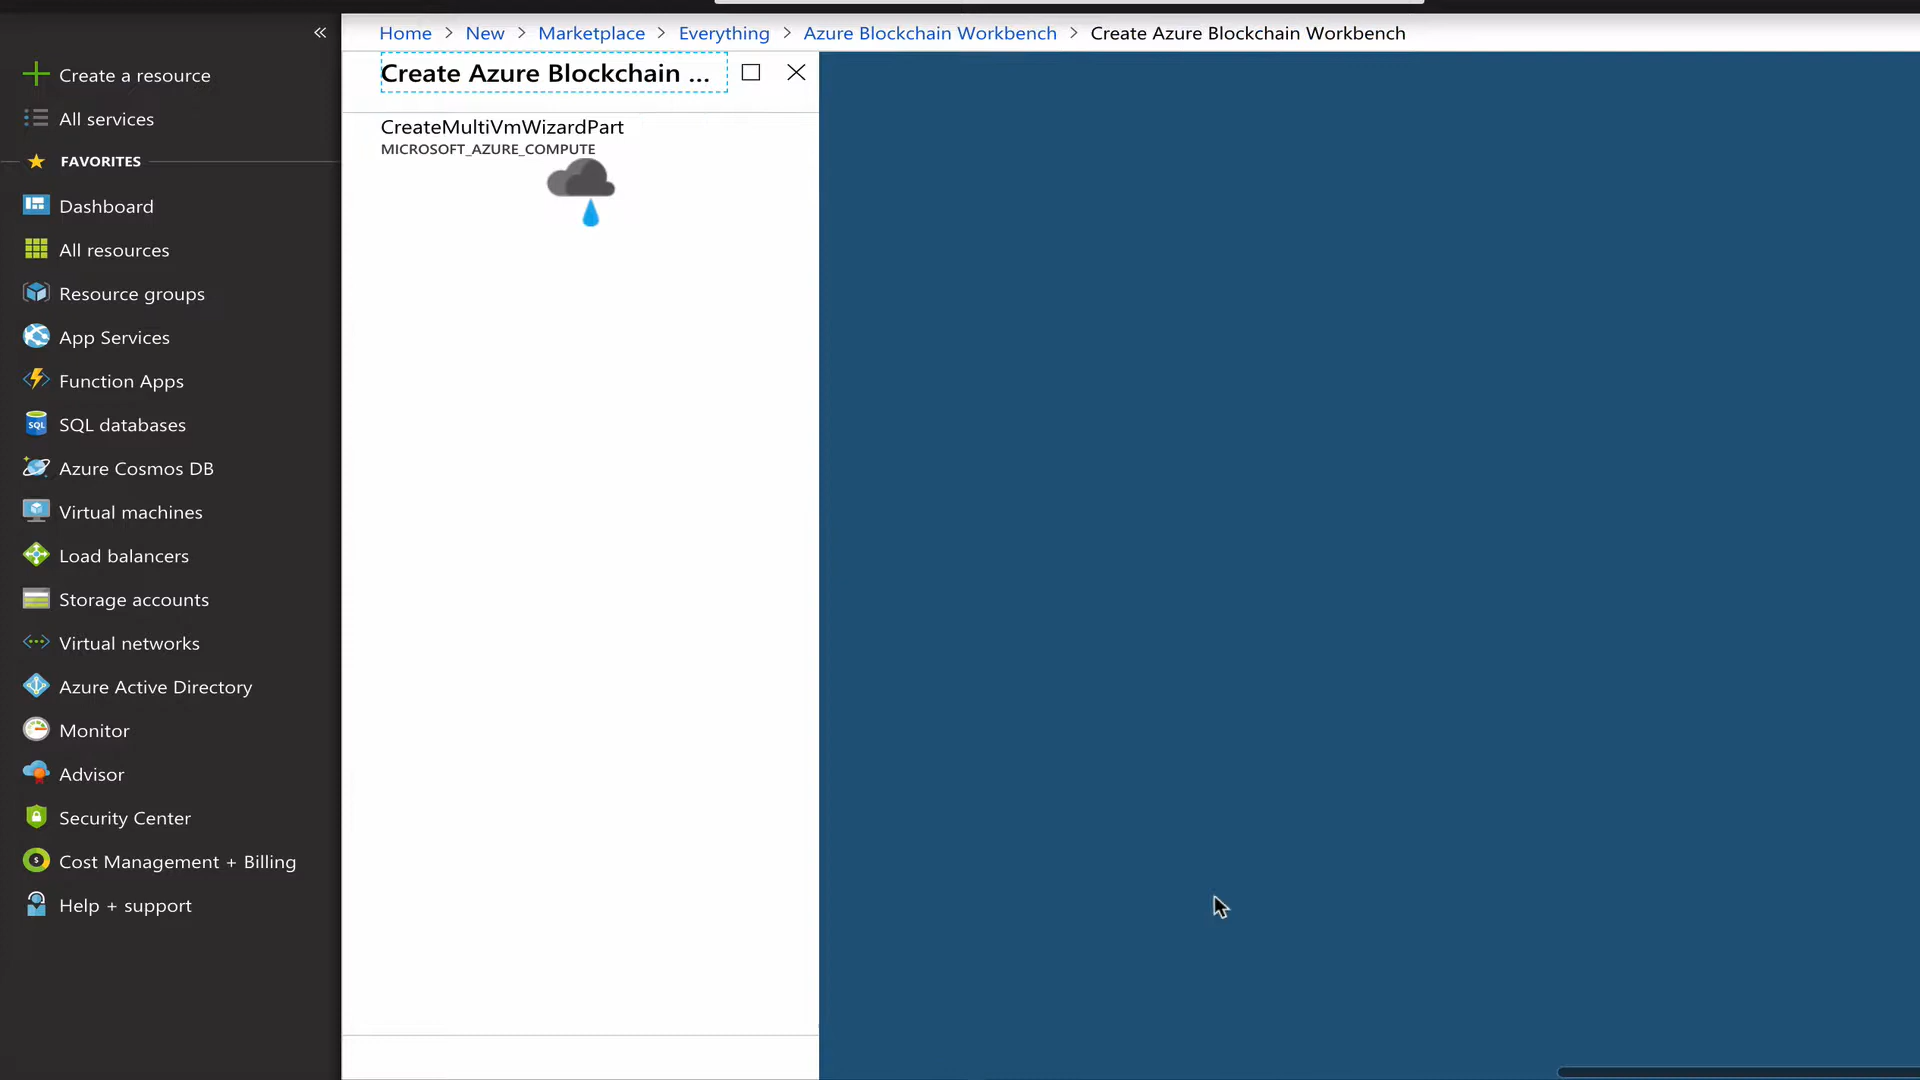 Home > New > Marketplace > Everything > Azure Blockchain Workbench > Create Azure Blockchain Workbench
Create a resource
All services
FAVORITES
Dashboard
All resources
Resource groups
App Services
Function Apps
SQL databases
Azure Cosmos DB
Virtual machines
Load balancers
Storage accounts
Virtual networks
Azure Active Directory
Monitor
Advisor
Security Center
Cost Management + Billing
Help + support
Create Azure Blockchain ...
CreateMultiVmWizardPart
MICROSOFT_AZURE_COMPUTE